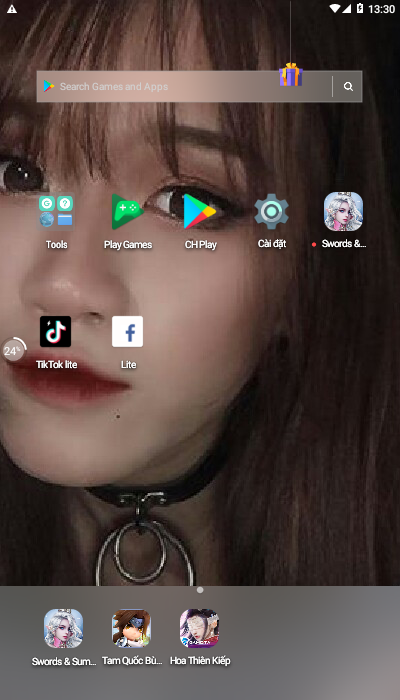 13:30
Search Games and Apps
Tools
Play Games
CH Play
Cài đặt
Swords &...
24%
TikTok lite
Lite
Swords & Sum...
Tam Quốc Bù...
Hoa Thiên Kiếp